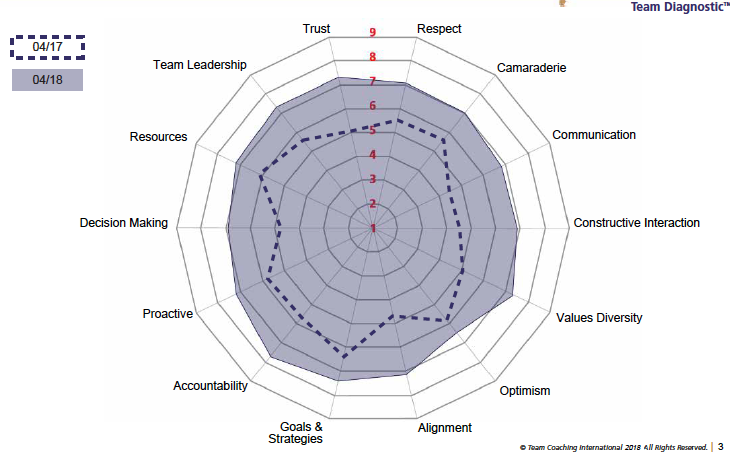 Team Diagnostic™
04/17
04/18
Trust
Respect
Team Leadership
Camaraderie
Resources
Communication
Decision Making
Constructive Interaction
Proactive
Values Diversity
Accountability
Optimism
Goals &
Strategies
Alignment
9
8
7
6
5
4
3
2
1
© Team Coaching International 2018 All Rights Reserved. | 3